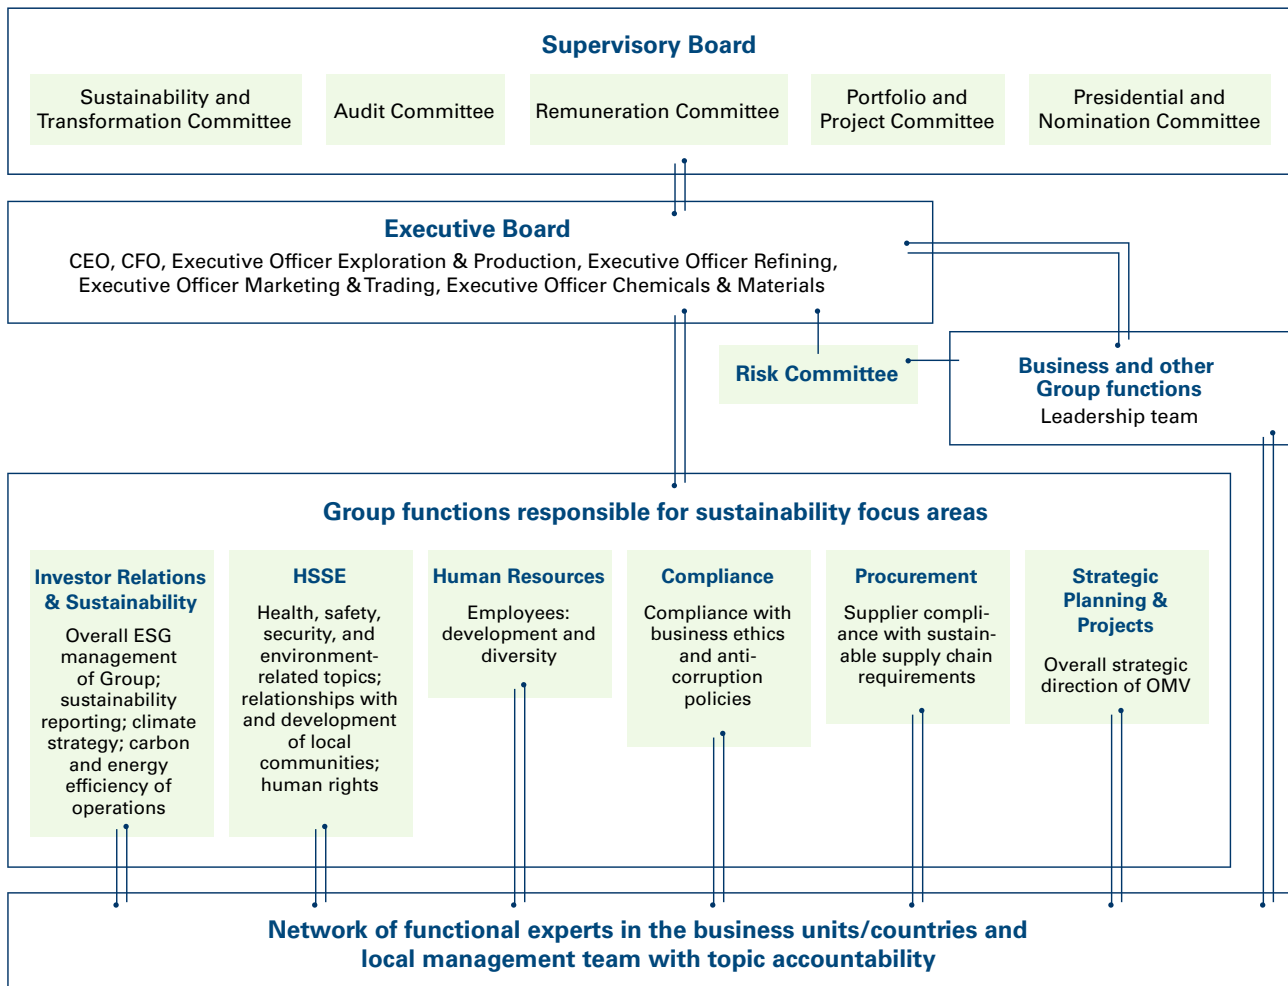 Supervisory Board
Sustainability and
Transformation Committee
Audit Committee
Remuneration Committee
Portfolio and
Project Committee
Presidential and
Nomination Committee
Executive Board
CEO, CFO, Executive Officer Exploration & Production, Executive Officer Refining,
Executive Officer Marketing & Trading, Executive Officer Chemicals & Materials
Risk Committee
Business and other
Group functions
Leadership team
Group functions responsible for sustainability focus areas
Investor Relations
& Sustainability
Overall ESG
management
of Group;
sustainability
reporting; climate
strategy; carbon
and energy
efficiency of
operations
HSSE
Health, safety,
security, and
environment-
related topics;
relationships with
and development
of local
communities;
human rights
Human Resources
Employees:
development and
diversity
Compliance
Compliance with
business ethics
and anti-
corruption
policies
Procurement
Supplier compli-
ance with sustain-
able supply chain
requirements
Strategic
Planning &
Projects
Overall strategic
direction of OMV
Network of functional experts in the business units/countries and
local management team with topic accountability